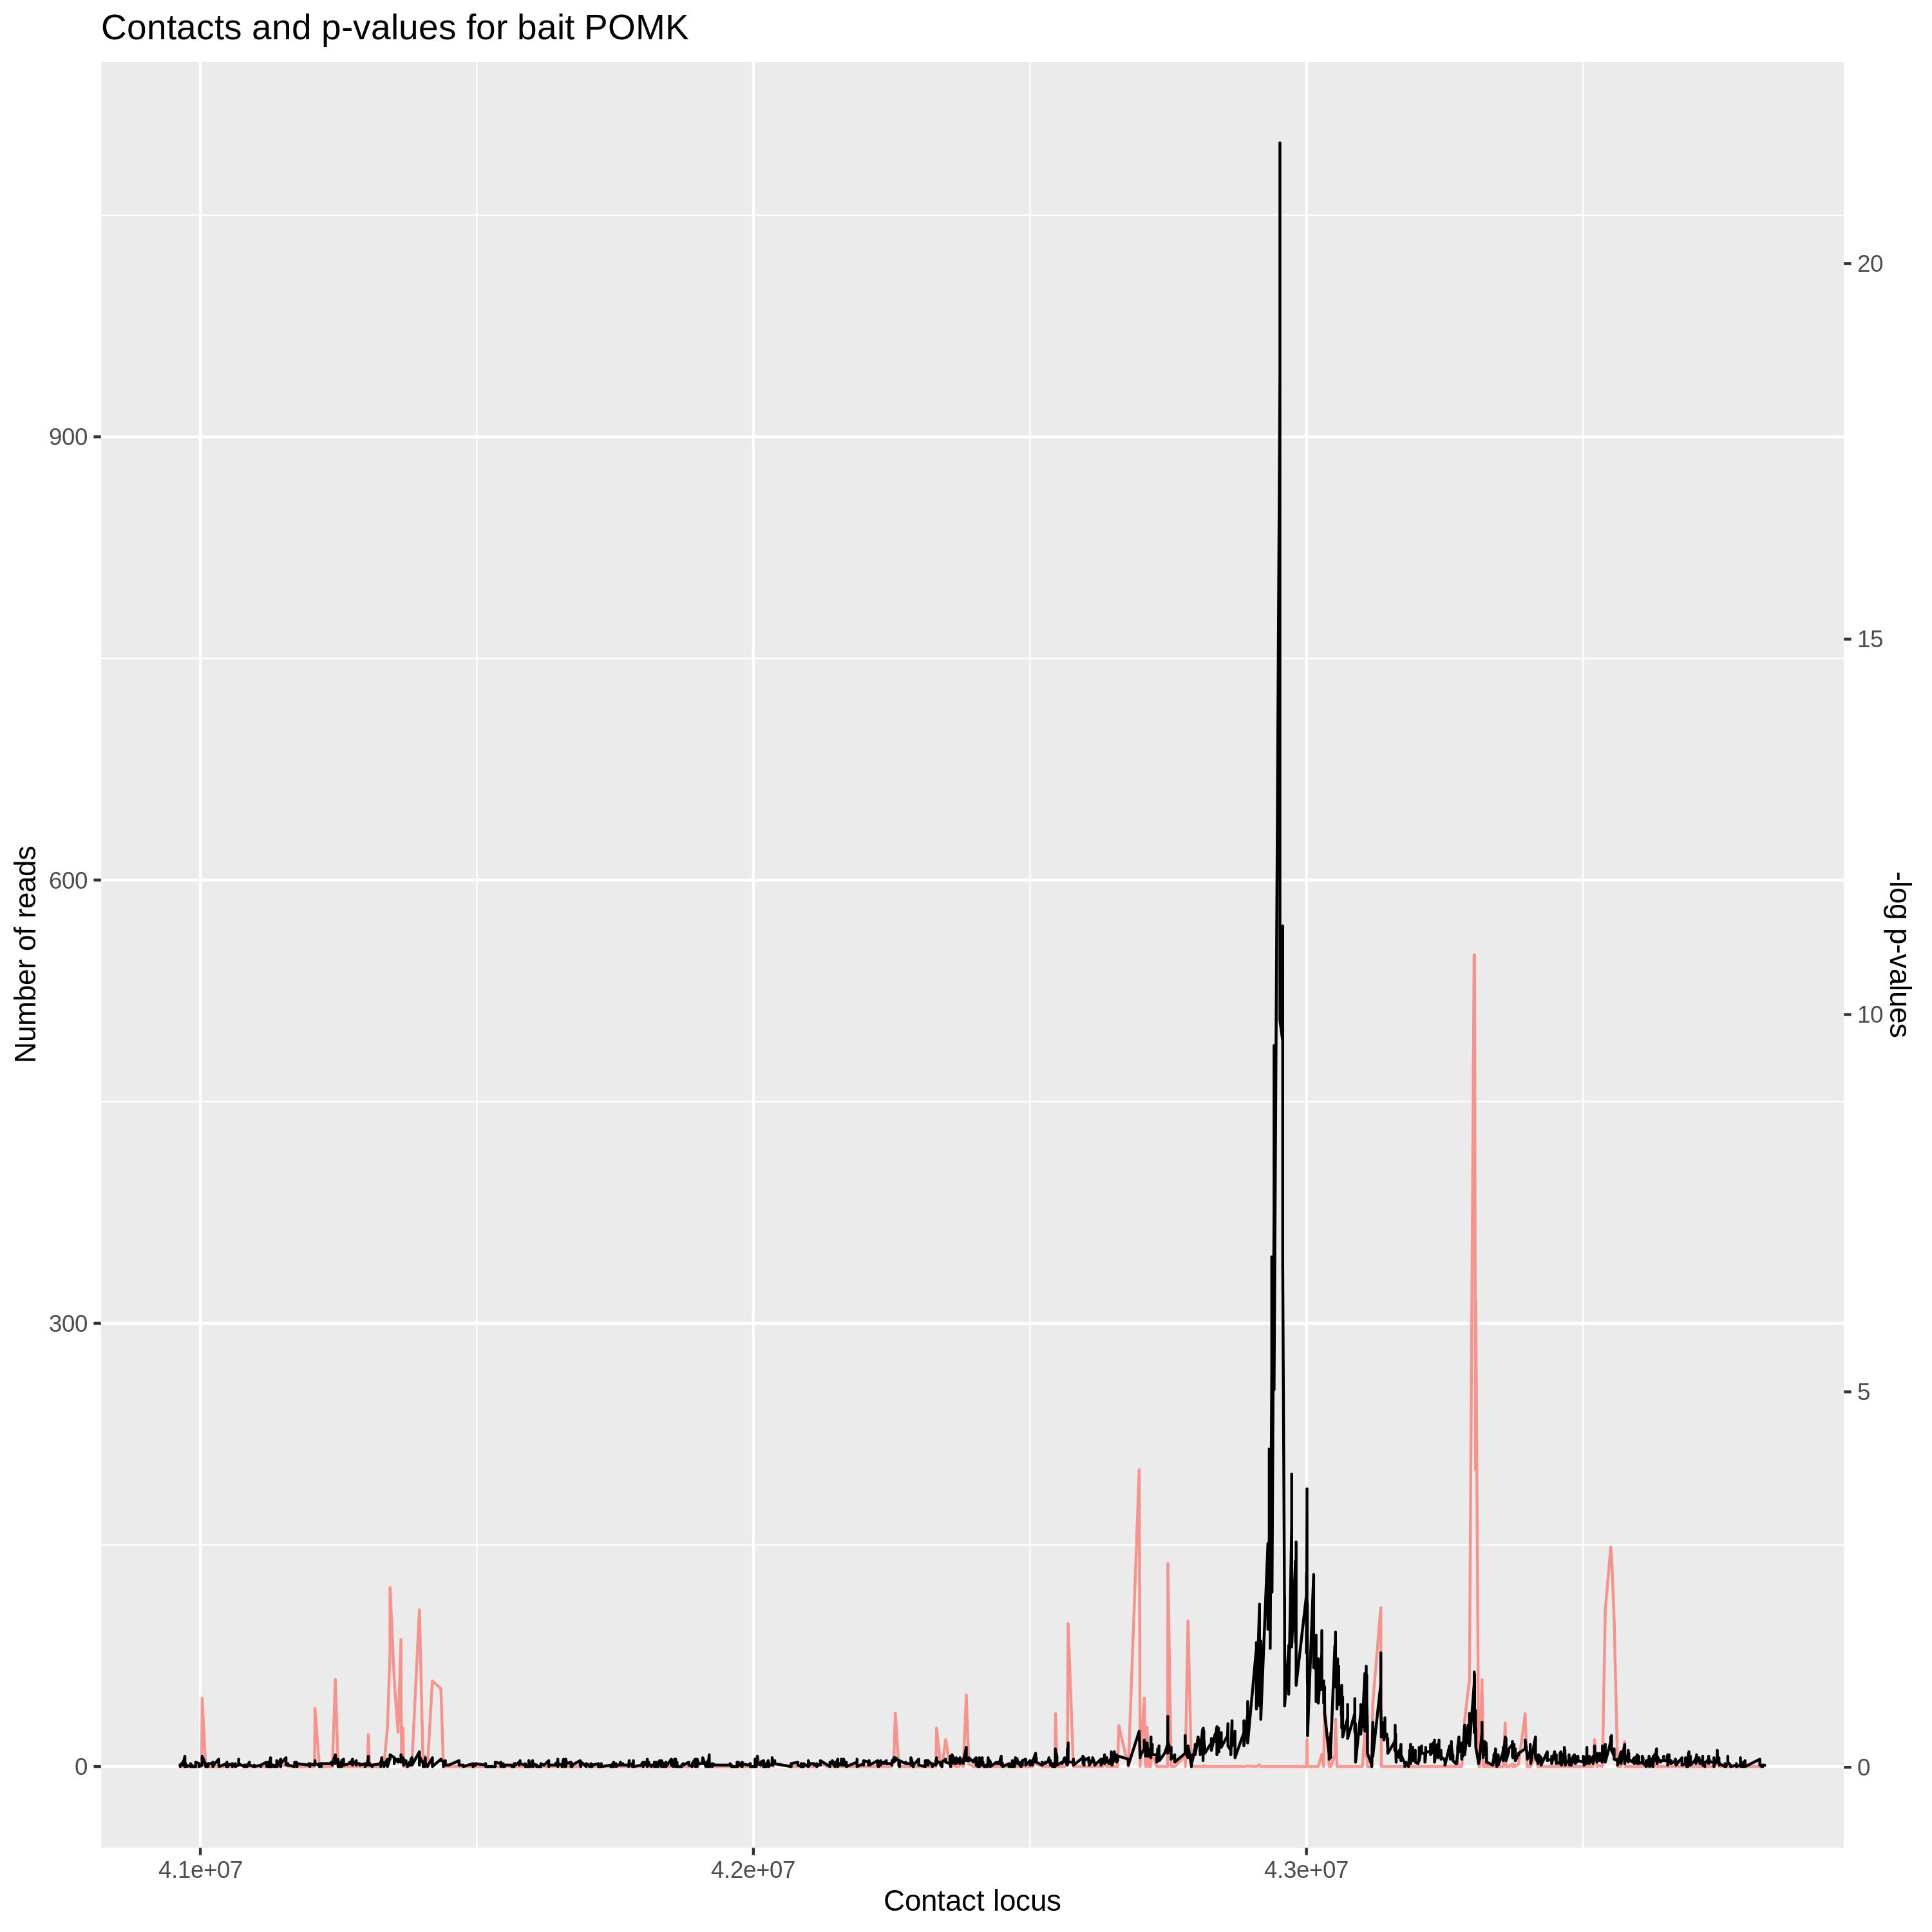 Contacts and p-values for bait POMK
Number of reads
900
600
300
0
-log p-values
20
15
10
5
0
4.1e+07
4.2e+07
4.3e+07
Contact locus